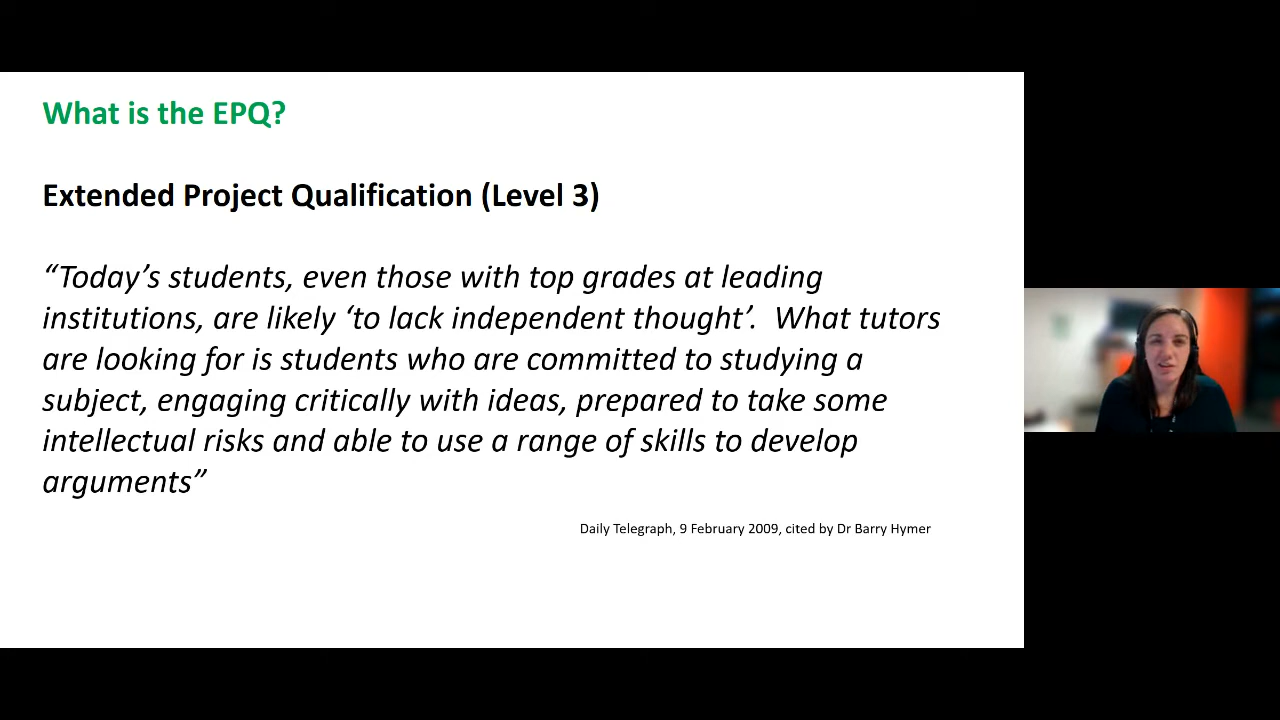 What is the EPQ?
Extended Project Qualification (Level 3)
“Today’s students, even those with top grades at leading
institutions, are likely ‘to lack independent thought’.  What tutors
are looking for is students who are committed to studying a
subject, engaging critically with ideas, prepared to take some
intellectual risks and able to use a range of skills to develop
arguments”
Daily Telegraph, 9 February 2009, cited by Dr Barry Hymer